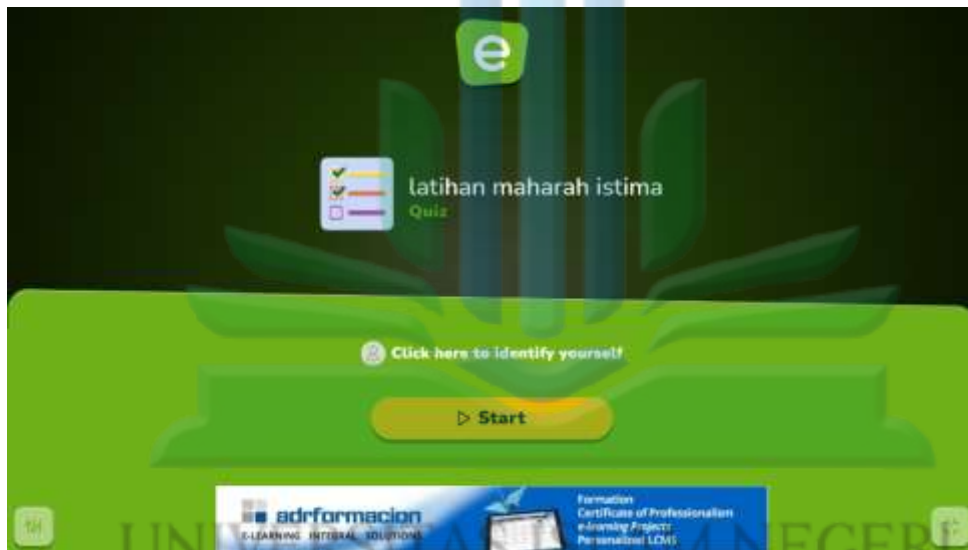 e
latihan maharah istima
Quiz
Click here to identify yourself
Start
adrformacion
E-LEARNING INTEGRAL SOLUTIONS
Formation
Certificate of Professionalism
e-learning Projects
Personalized LCMS